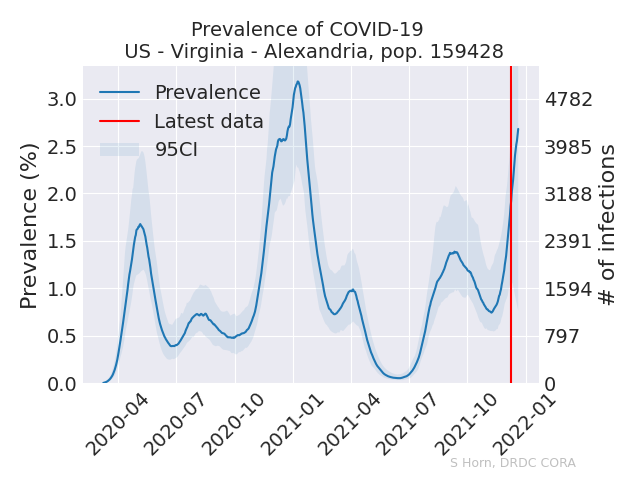 Prevalence of COVID-19
US - Virginia - Alexandria, pop. 159428
Prevalence
Latest data
95CI
Prevalence (%)
3.0
2.5
2.0
1.5
1.0
0.5
0.0
4782
3985
3188
2391
1594
797
0
# of infections
2020-04
2020-07
2020-10
2021-01
2021-04
2021-07
2021-10
2022-01
S Horn, DRDC CORA